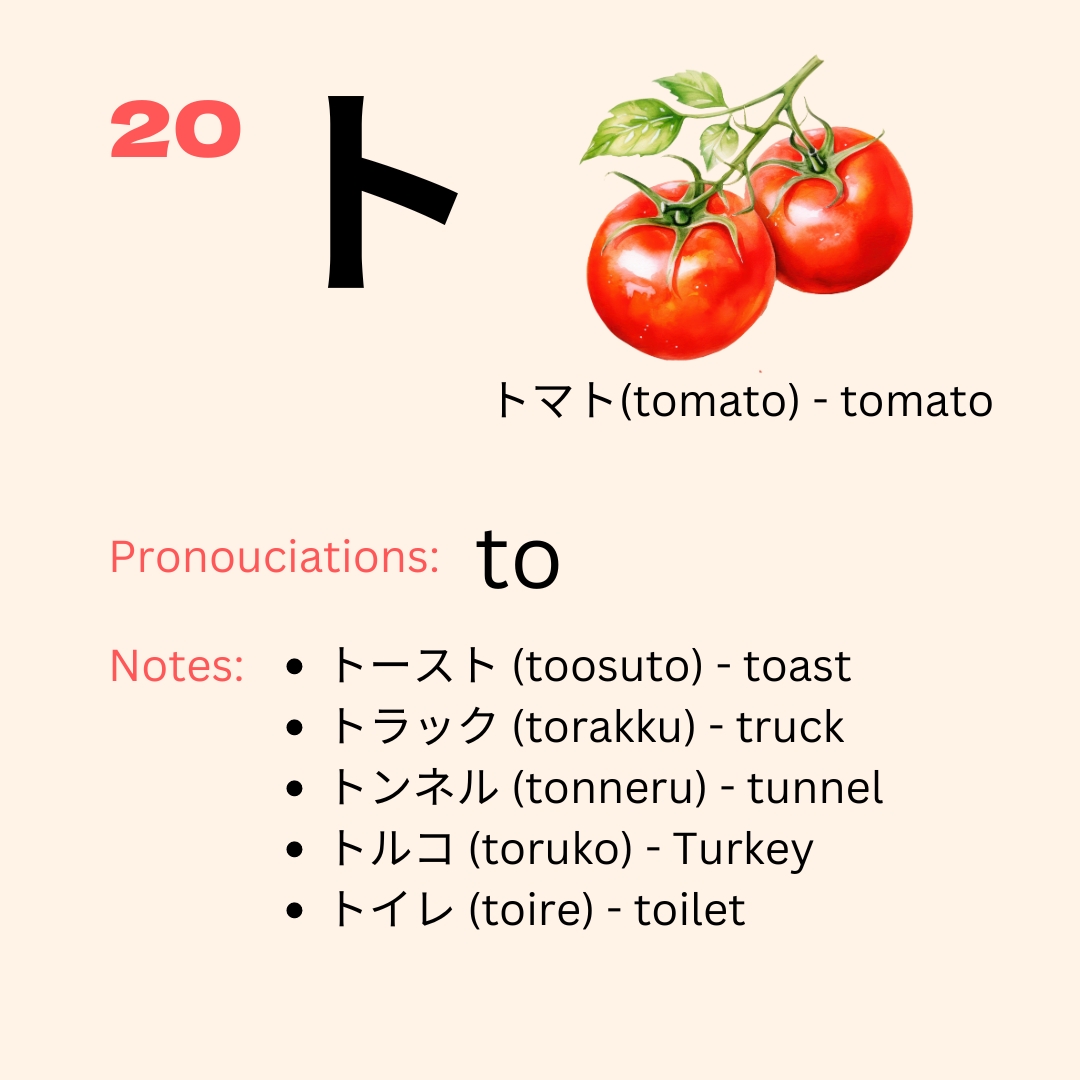 20
ト
トマト(tomato) - tomato
Pronouciations: to
Notes:
• トースト (toosuto) - toast
• トラック (torakku) - truck
• トンネル (tonneru) - tunnel
• トルコ (toruko) - Turkey
• トイレ (toire) - toilet